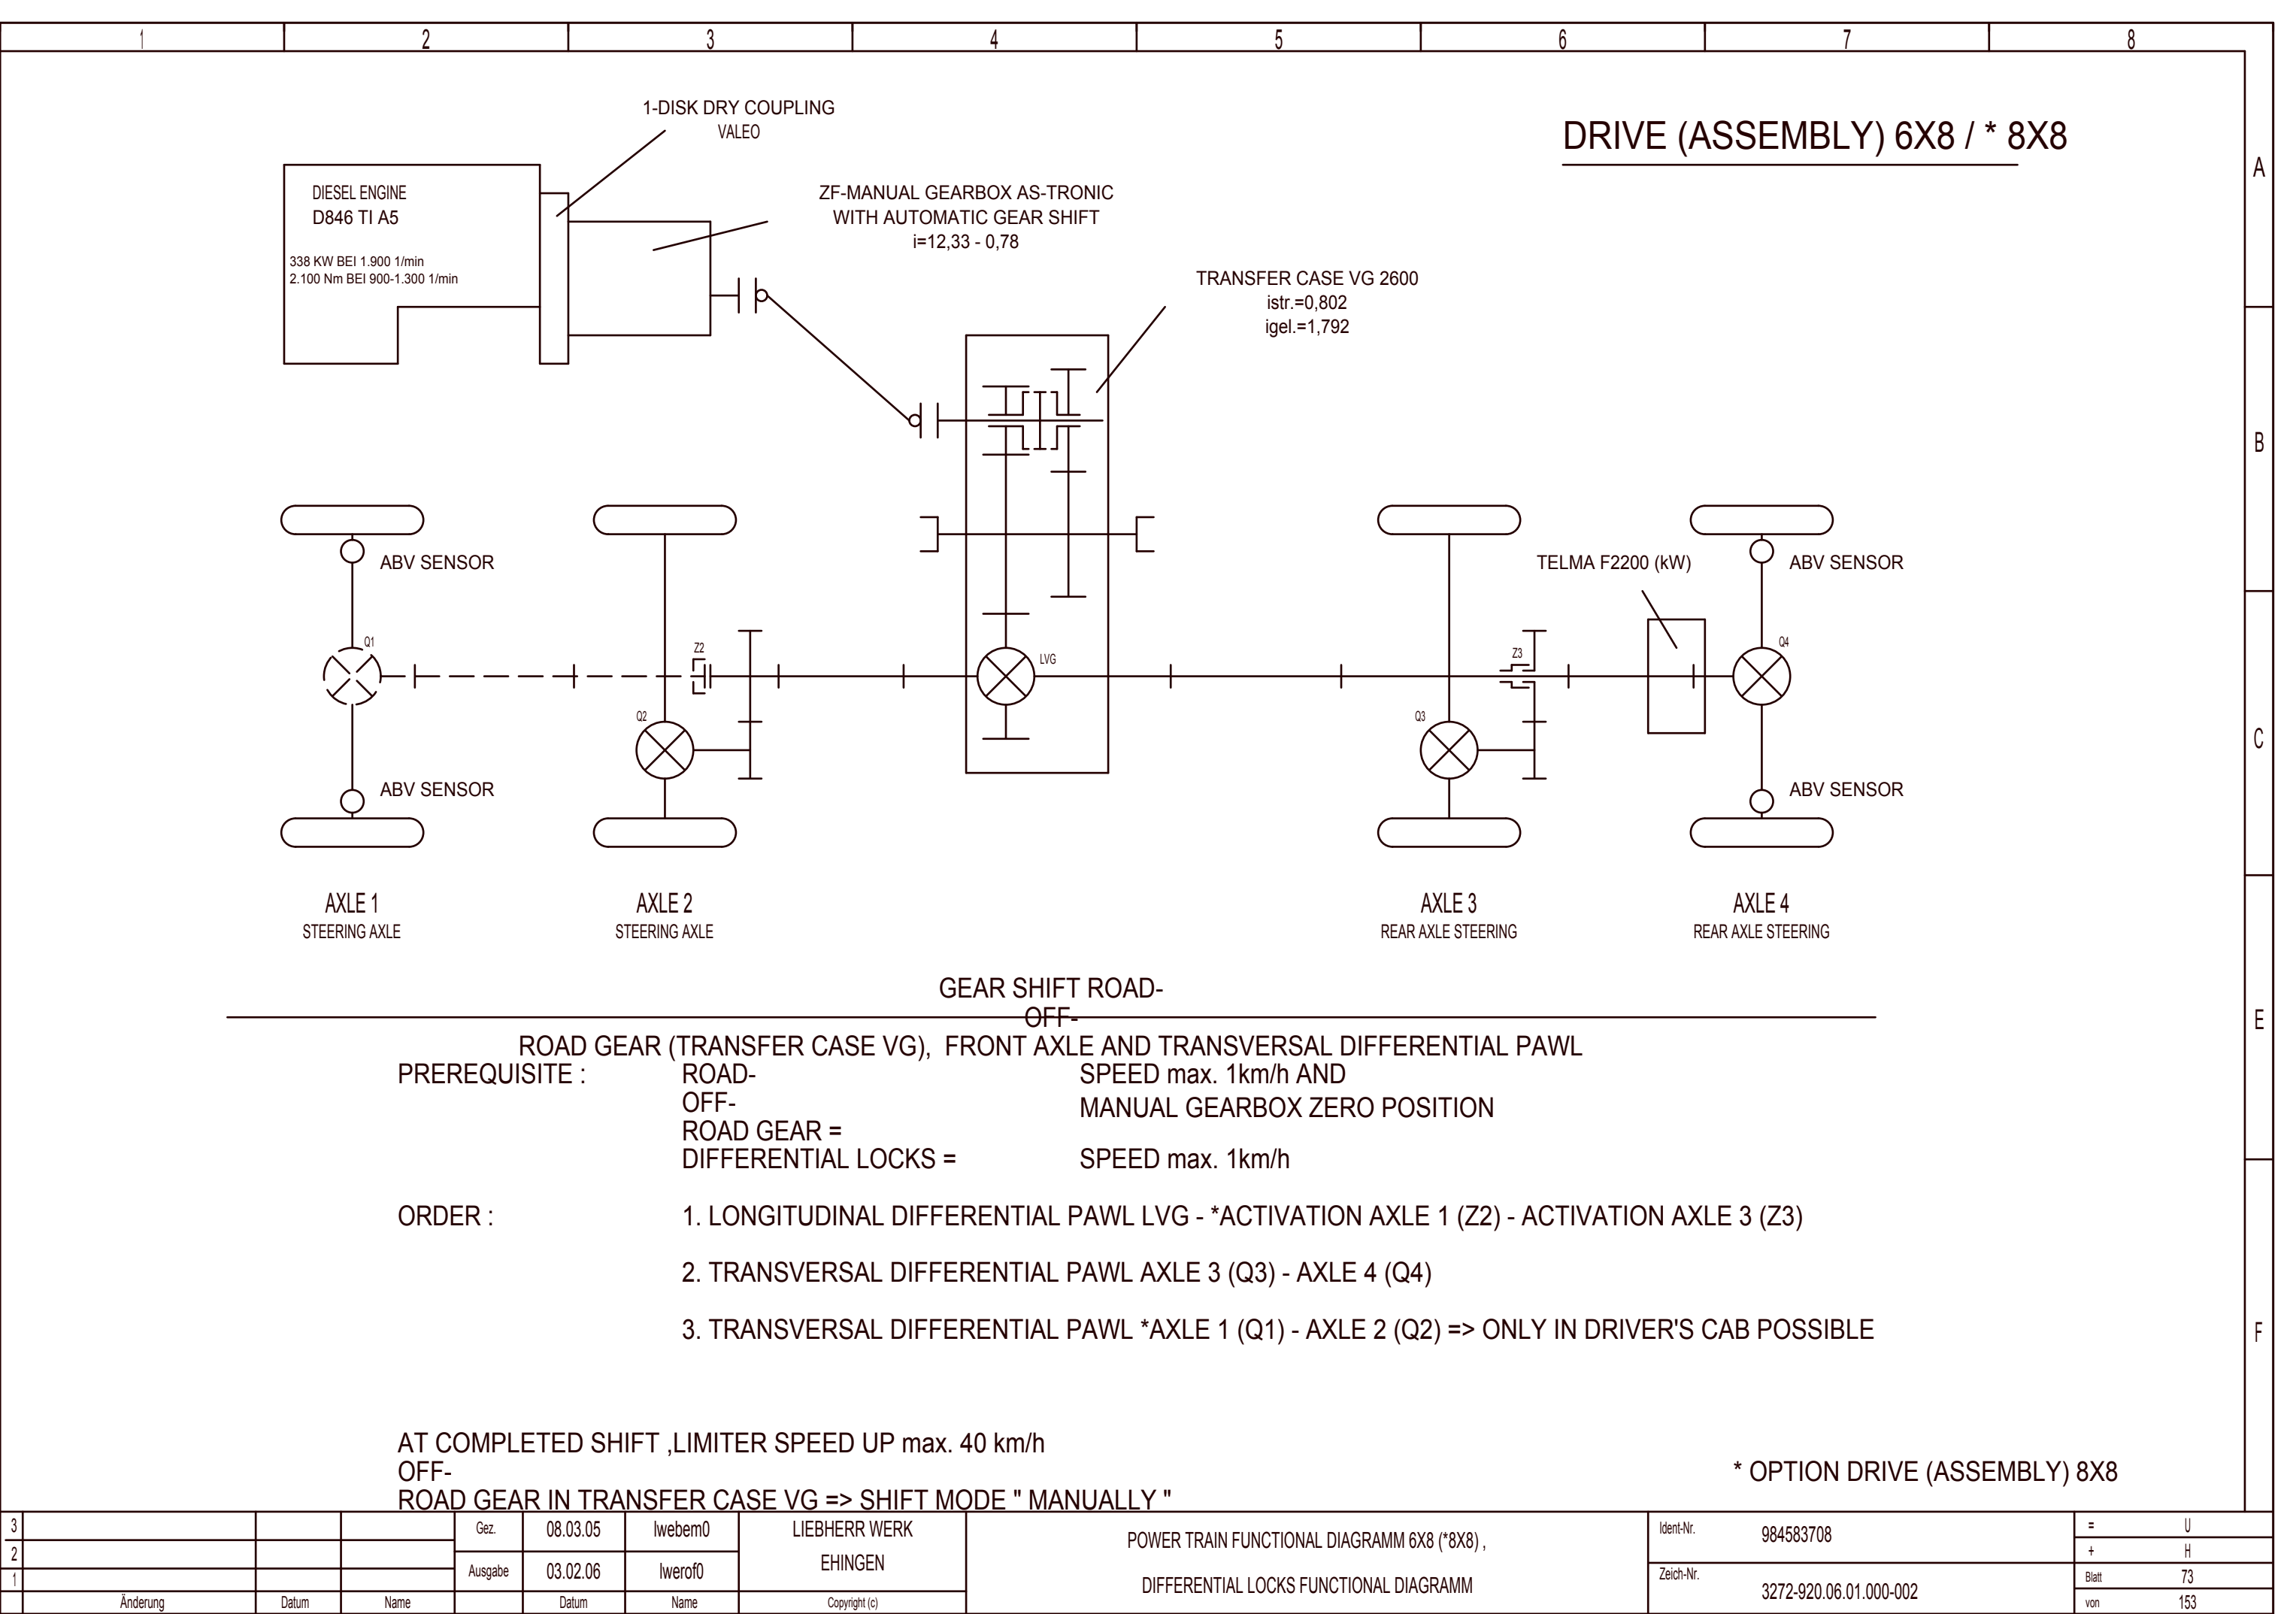 1 2 3 4 5 6 7 8
1-DISK DRY COUPLING
VALEO
DRIVE (ASSEMBLY) 6X8 / * 8X8
A
DIESEL ENGINE
D846 TI A5
338 KW BEI 1.900 1/min
2.100 Nm BEI 900-1.300 1/min
ZF-MANUAL GEARBOX AS-TRONIC
WITH AUTOMATIC GEAR SHIFT
i=12,33 - 0,78
TRANSFER CASE VG 2600
istr.=0,802
igel.=1,792
B
ABV SENSOR
TELMA F2200 (kW)
ABV SENSOR
Q1
Z2
LVG
Z3
Q4
Q2
Q3
C
ABV SENSOR
ABV SENSOR
AXLE 1
STEERING AXLE
AXLE 2
STEERING AXLE
AXLE 3
REAR AXLE STEERING
AXLE 4
REAR AXLE STEERING
GEAR SHIFT ROAD-
OFF-
E
ROAD GEAR (TRANSFER CASE VG), FRONT AXLE AND TRANSVERSAL DIFFERENTIAL PAWL
PREREQUISITE : ROAD- SPEED max. 1km/h AND
OFF- MANUAL GEARBOX ZERO POSITION
ROAD GEAR =
DIFFERENTIAL LOCKS = SPEED max. 1km/h
ORDER : 1. LONGITUDINAL DIFFERENTIAL PAWL LVG - *ACTIVATION AXLE 1 (Z2) - ACTIVATION AXLE 3 (Z3)
2. TRANSVERSAL DIFFERENTIAL PAWL AXLE 3 (Q3) - AXLE 4 (Q4)
3. TRANSVERSAL DIFFERENTIAL PAWL *AXLE 1 (Q1) - AXLE 2 (Q2) => ONLY IN DRIVER'S CAB POSSIBLE
F
AT COMPLETED SHIFT ,LIMITER SPEED UP max. 40 km/h
OFF-
ROAD GEAR IN TRANSFER CASE VG => SHIFT MODE " MANUALLY "
* OPTION DRIVE (ASSEMBLY) 8X8
3 Gez. 08.03.05 lwebem0
2
1 Ausgabe 03.02.06 lwerof0
Änderung Datum Name Datum Name
LIEBHERR WERK
EHINGEN
Copyright (c)
POWER TRAIN FUNCTIONAL DIAGRAMM 6X8 (*8X8) ,
DIFFERENTIAL LOCKS FUNCTIONAL DIAGRAMM
Ident-Nr. 984583708
Zeich-Nr. 3272-920.06.01.000-002
= U
+ H
Blatt 73
von 153